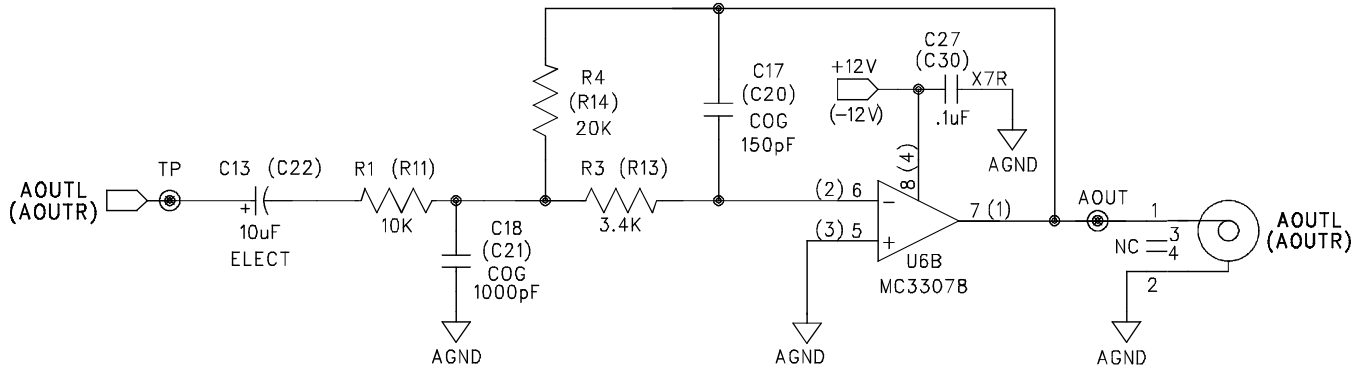 C27
(C30)
+12V
X7R
(-12V)
.1uF
AGND
R4
(R14)
20K
C17
(C20)
COG
150pF
8 (4)
TP
C13 (C22)
R1 (R11)
R3 (R13)
AOUTL
(AOUTR)
+
10uF
ELECT
10K
3.4K
C18
(C21)
COG
1000pF
AGND
(2) 6
(3) 5
−
+
7 (1)
U6B
MC33078
AGND
AOUT
1
NC
3
4
2
AOUTL
(AOUTR)
AGND